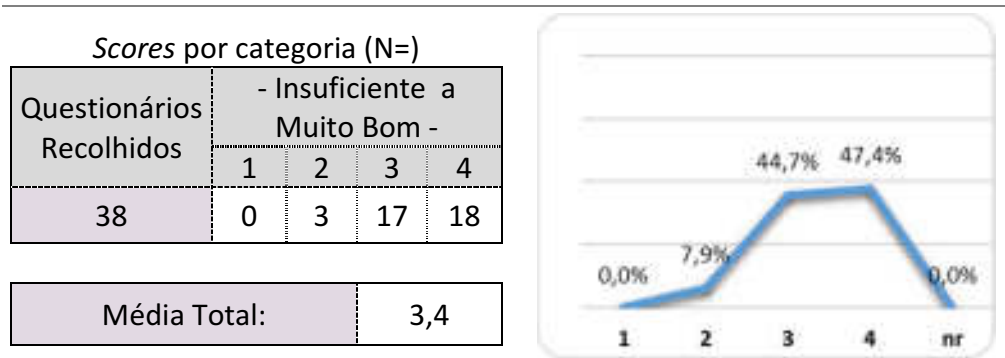 Scores por categoria (N=)
Questionários
Recolhidos
- Insuficiente a
Muito Bom -
1 2 3 4
38 0 3 17 18
Média Total: 3,4
0,0% 7,9% 44,7% 47,4% 0,0%
1 2 3 4 nr